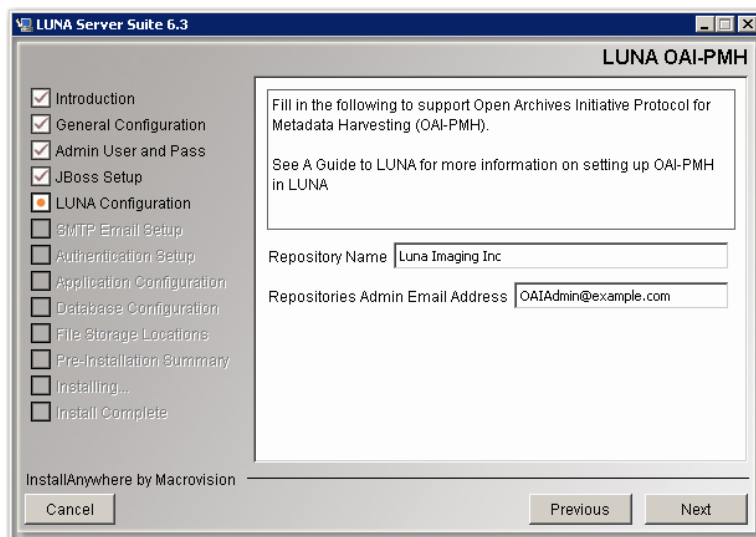 LUNA Server Suite 6.3
LUNA OAI-PMH
Introduction
General Configuration
Admin User and Pass
JBoss Setup
LUNA Configuration
SMTP Email Setup
Authentication Setup
Application Configuration
Database Configuration
File Storage Locations
Pre-Installation Summary
Installing...
Install Complete
Fill in the following to support Open Archives Initiative Protocol for
Metadata Harvesting (OAI-PMH).
See A Guide to LUNA for more information on setting up OAI-PMH
in LUNA
Repository Name Luna Imaging Inc
Repositories Admin Email Address OAIAdmin@example.com
InstallAnywhere by Macrovision
Cancel Previous Next